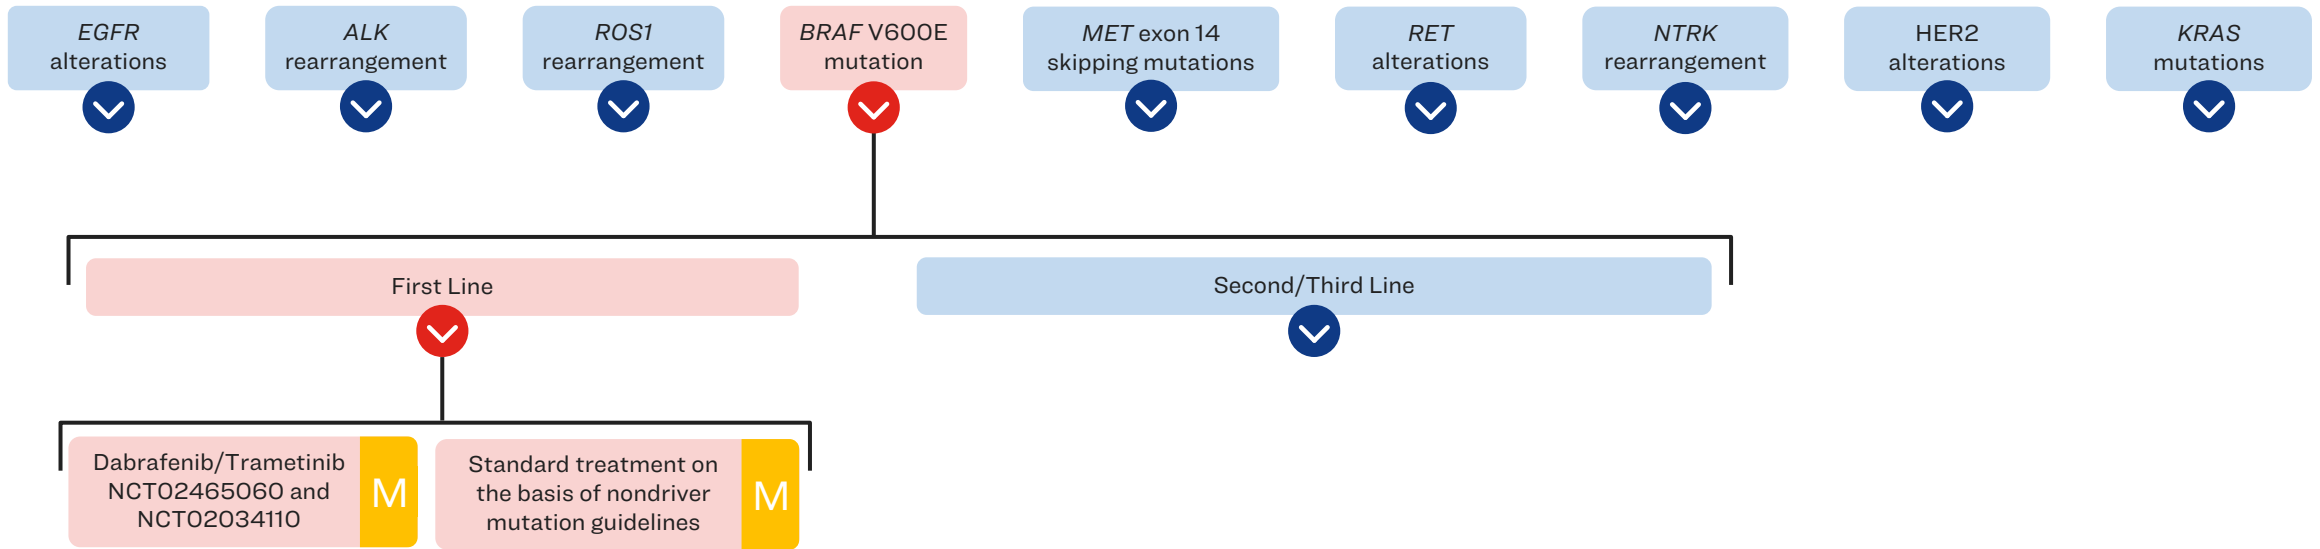 EGFR
alterations
ALK
rearrangement
ROS1
rearrangement
BRAF V600E
mutation
MET exon 14
skipping mutations
RET
alterations
NTRK
rearrangement
HER2
alterations
KRAS
mutations
First Line
Second/Third Line
Dabrafenib/Trametinib
NCT02465060 and
NCT02034110
M
Standard treatment on
the basis of nondriver
mutation guidelines
M